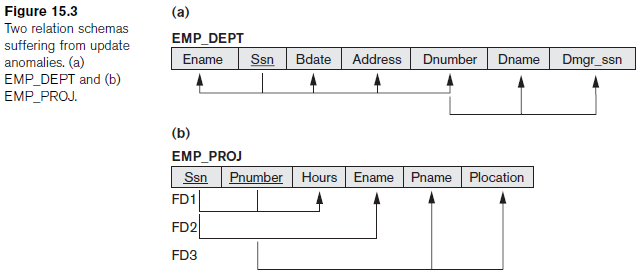 Figure 15.3
Two relation schemas
suffering from update
anomalies. (a)
EMP_DEPT and (b)
EMP_PROJ.
(a)
EMP_DEPT
Ename Ssn Bdate Address Dnumber Dname Dmgr_ssn
(b)
EMP_PROJ
Ssn Pnumber Hours Ename Pname Plocation
FD1
FD2
FD3